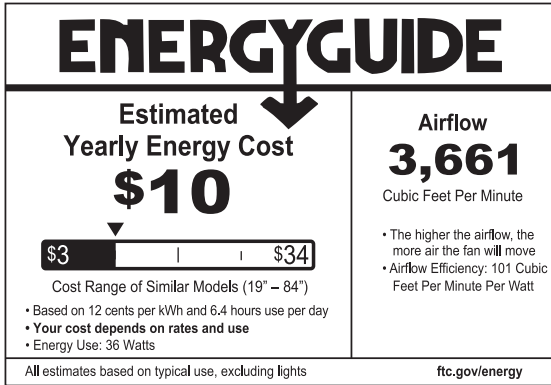 ENERGYGUIDE
Estimated
Yearly Energy Cost
$10
$3
$34
Cost Range of Similar Models (19" – 84")
• Based on 12 cents per kWh and 6.4 hours use per day
• Your cost depends on rates and use
• Energy Use: 36 Watts
Airflow
3,661
Cubic Feet Per Minute
• The higher the airflow, the
more air the fan will move
• Airflow Efficiency: 101 Cubic
Feet Per Minute Per Watt
All estimates based on typical use, excluding lights
ftc.gov/energy